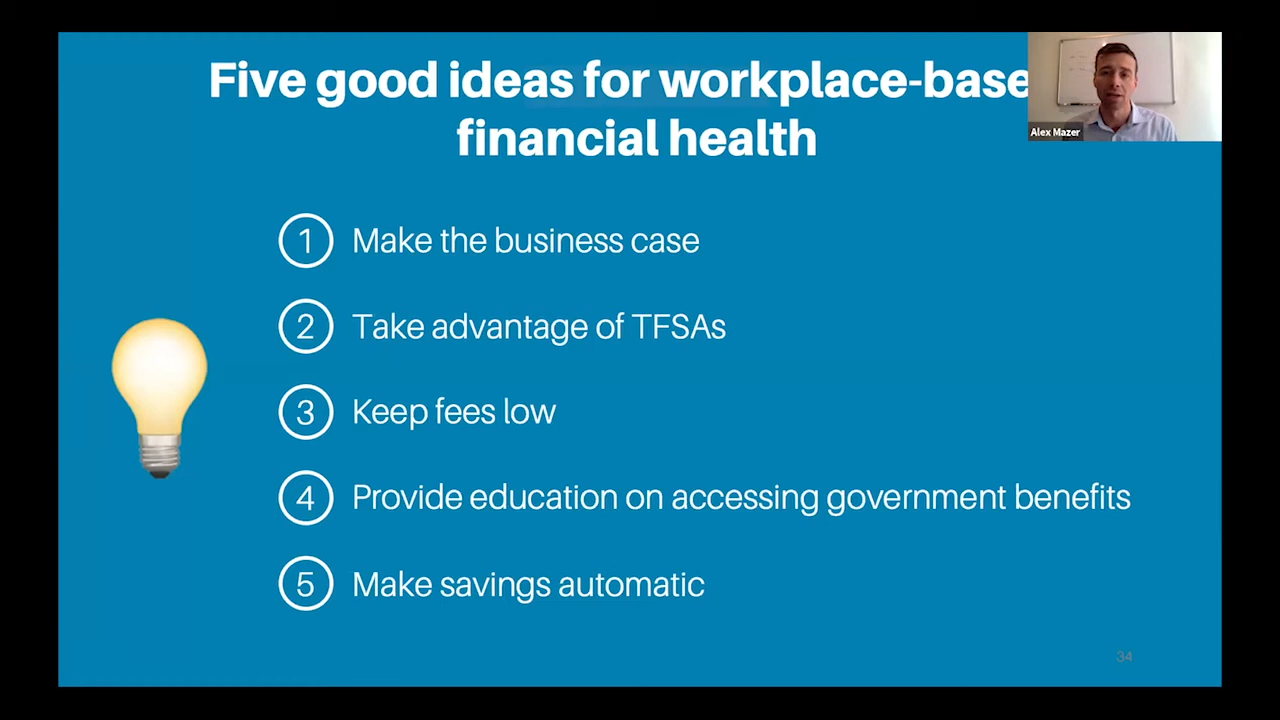 Five good ideas for workplace-base
financial health
Alex Mazer
1 Make the business case
2 Take advantage of TFSAs
3 Keep fees low
4 Provide education on accessing government benefits
5 Make savings automatic
34